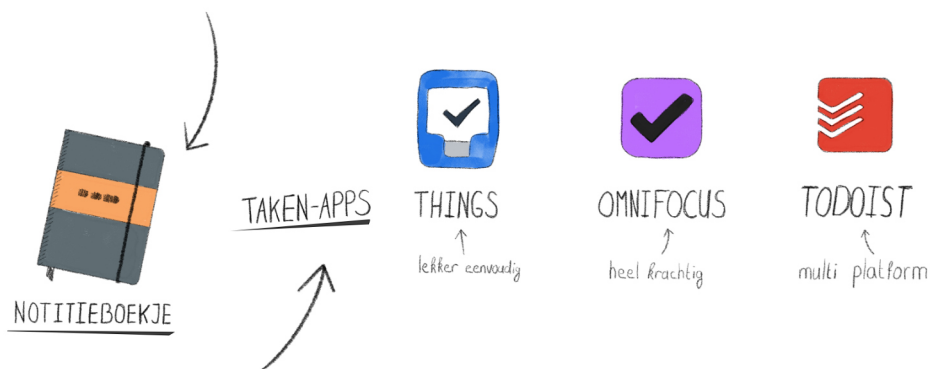 TAKEN-APPS
THINGS
OMNIFOCUS
TODOIST
lekker eenvoudig
heel krachtig
multi platform
NOTITIEBOEKJE